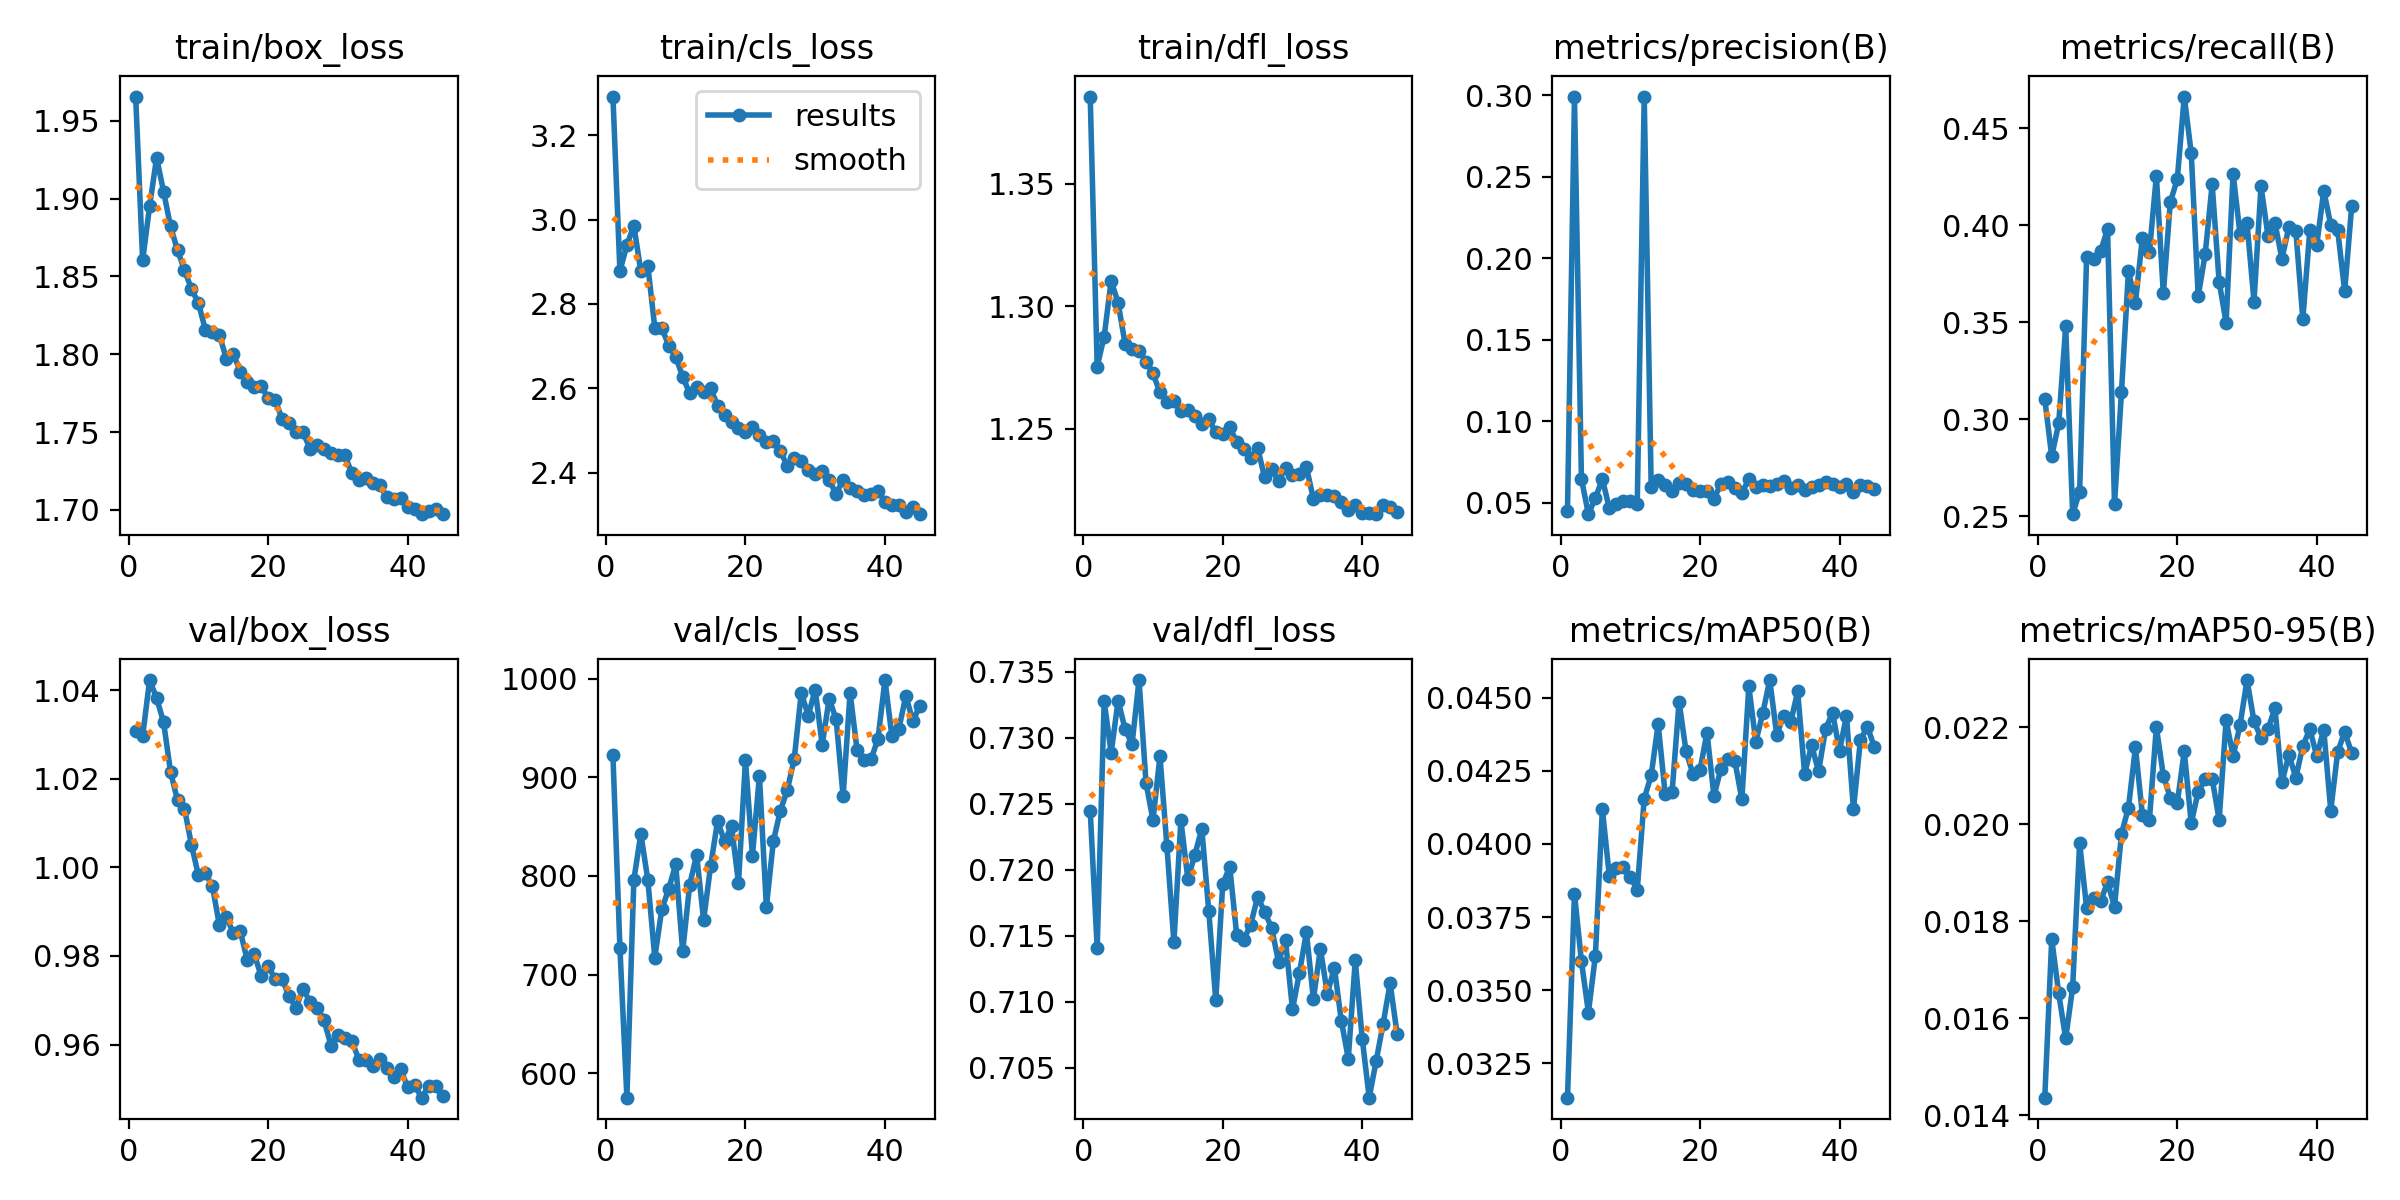 train/box_loss
1.95
1.90
1.85
1.80
1.75
1.70
0 20 40
train/cls_loss
results
smooth
3.2
3.0
2.8
2.6
2.4
0 20 40
train/dfl_loss
1.35
1.30
1.25
0 20 40
metrics/precision(B)
0.30
0.25
0.20
0.15
0.10
0.05
0 20 40
metrics/recall(B)
0.45
0.40
0.35
0.30
0.25
0 20 40
val/box_loss
1.04
1.02
1.00
0.98
0.96
0 20 40
val/cls_loss
1000
900
800
700
600
0 20 40
val/dfl_loss
0.735
0.730
0.725
0.720
0.715
0.710
0.705
0 20 40
metrics/mAP50(B)
0.0450
0.0425
0.0400
0.0375
0.0350
0.0325
0 20 40
metrics/mAP50-95(B)
0.022
0.020
0.018
0.016
0.014
0 20 40